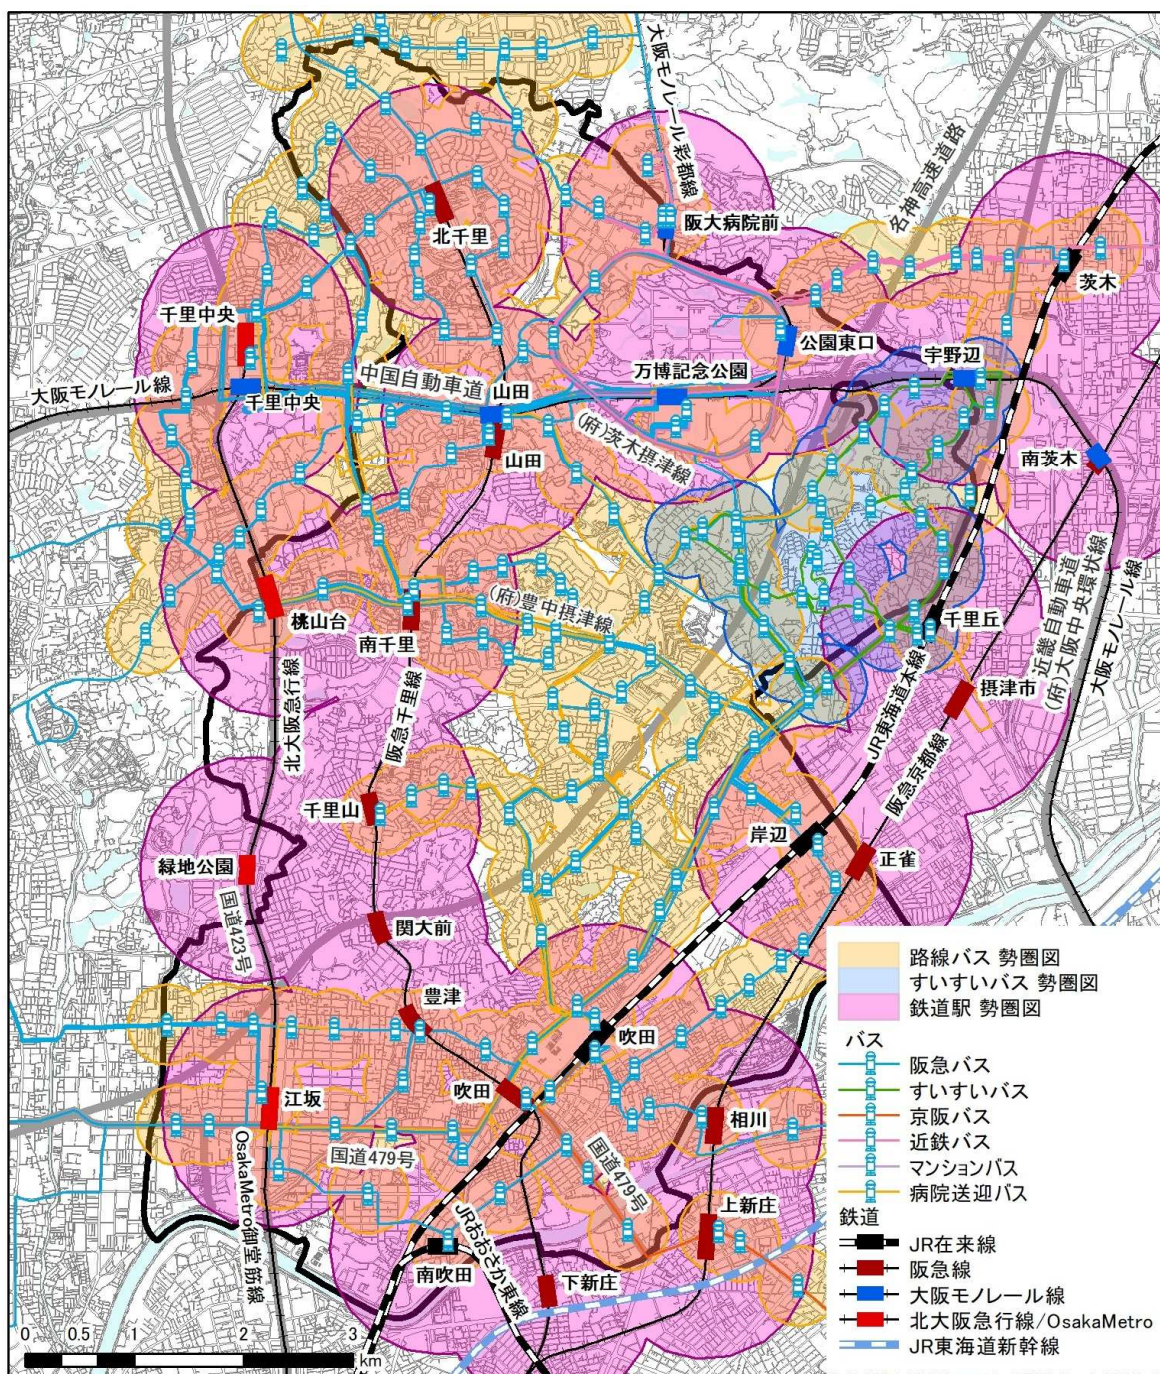 大阪モノレール彩都線
名神高速道路
阪大病院前
北千里
茨木
千里中央
公園東口
宇野辺
万博記念公園
中国自動車道
山田
大阪モノレール線
千里中央
(府)茨木摂津線
山田
南茨木
近畿自動車道
(府)大阪中央環状線
大阪モノレール線
桃山台
(府)豊中摂津線
千里丘
南千里
摂津市
JR東海道本線
阪急京都線
北大阪急行線
阪急千里線
千里山
岸辺
正雀
緑地公園
国道423号
関大前
豊津
吹田
吹田
江坂
相川
国道479号
国道479号
OsakaMetro御堂筋線
上新庄
JRおおさか東線
南吹田
下新庄
路線バス 勢圏図
すいすいバス 勢圏図
鉄道駅 勢圏図
バス
阪急バス
すいすいバス
京阪バス
近鉄バス
マンションバス
病院送迎バス
鉄道
JR在来線
阪急線
大阪モノレール線
北大阪急行線/OsakaMetro
JR東海道新幹線
0 0.5 1 2 3
km